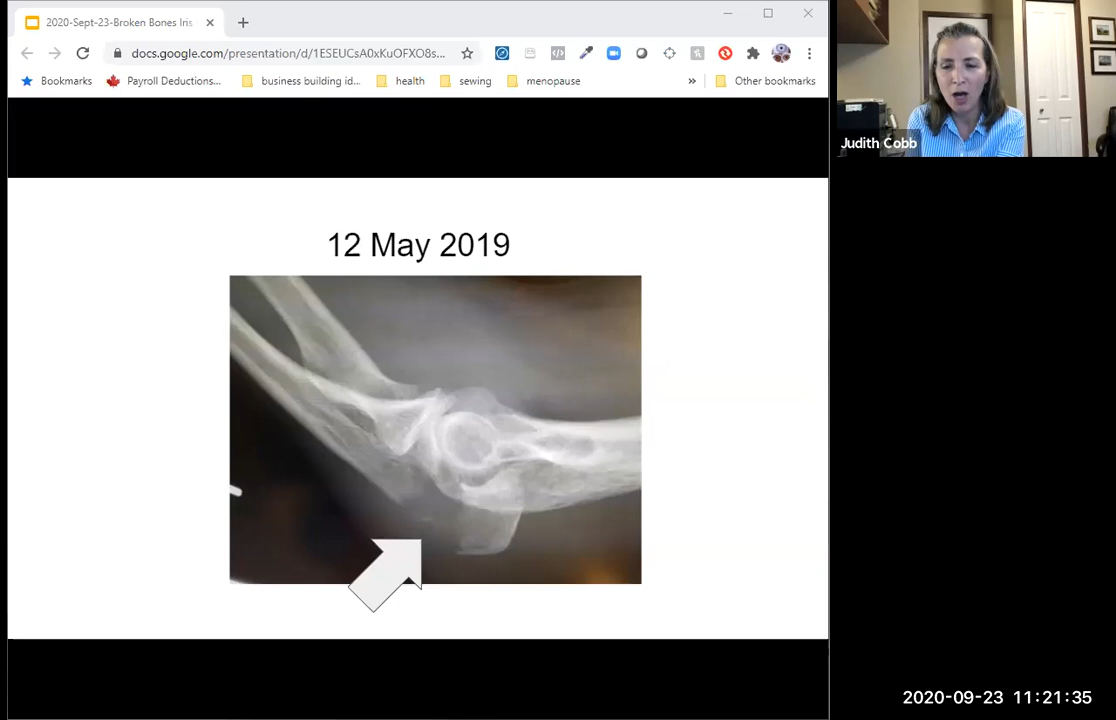 2020-Sept-23-Broken Bones Iris
docs.google.com/presentation/d/1ESEUCsA0xKuOFXO8s...
Bookmarks
Payroll Deductions...
business building id...
health
sewing
menopause
»
Other bookmarks
Judith Cobb
12 May 2019
2020-09-23 11:21:35